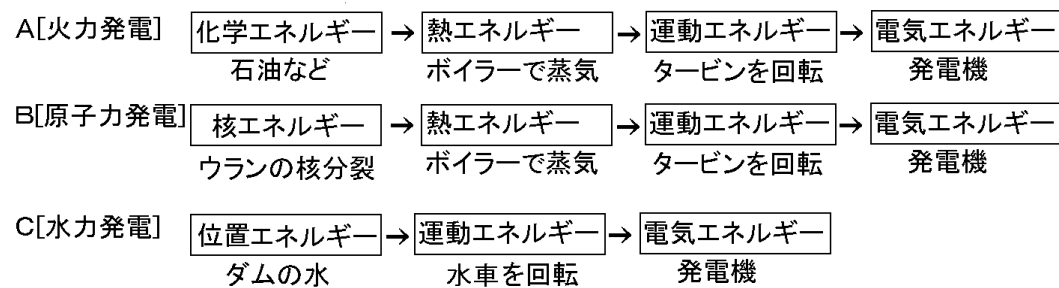 A[火力発電] 化学エネルギー → 熱エネルギー → 運動エネルギー → 電気エネルギー
石油など ボイラーで蒸気 タービンを回転 発電機
B[原子力発電] 核エネルギー → 熱エネルギー → 運動エネルギー → 電気エネルギー
ウランの核分裂 ボイラーで蒸気 タービンを回転 発電機
C[水力発電] 位置エネルギー → 運動エネルギー → 電気エネルギー
ダムの水 水車を回転 発電機